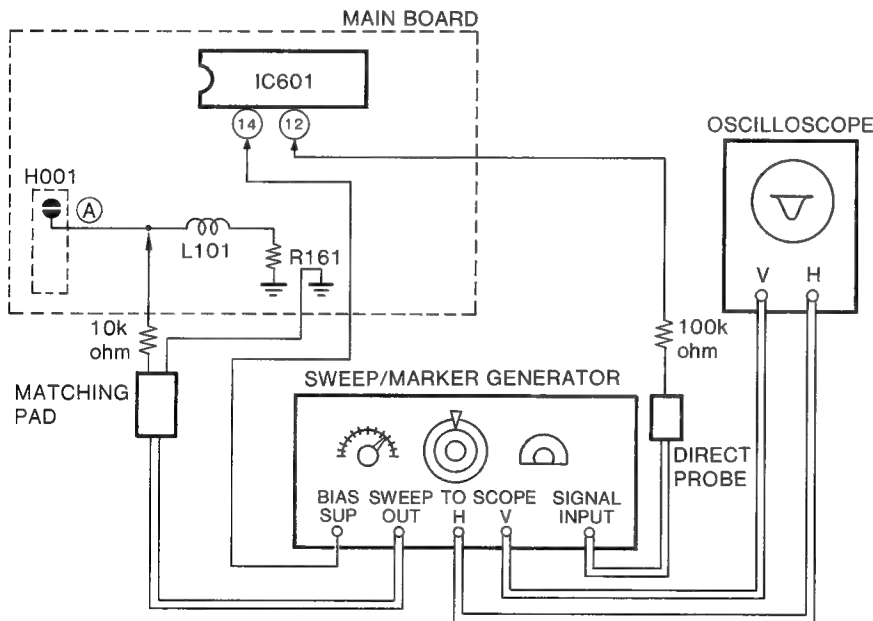 MAIN BOARD
IC601
14
12
OSCILLOSCOPE
H001
A
L101
R161
V
H
10k
ohm
100k
ohm
MATCHING
PAD
SWEEP/MARKER GENERATOR
DIRECT
PROBE
BIAS SWEEP TO SCOPE SIGNAL
SUP OUT H V INPUT